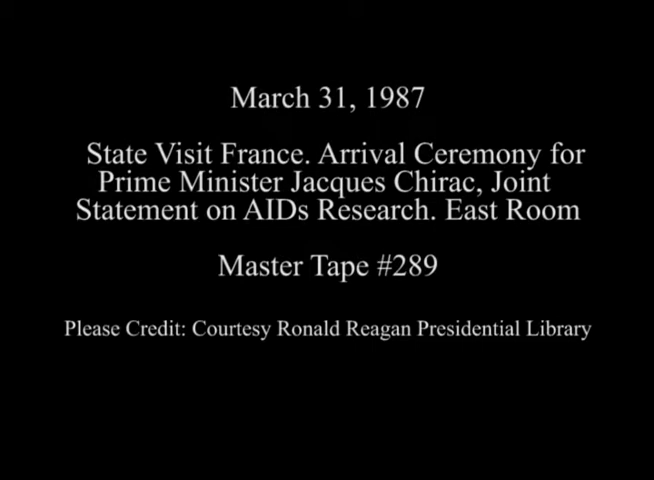 March 31, 1987
State Visit France. Arrival Ceremony for
Prime Minister Jacques Chirac, Joint
Statement on AIDs Research. East Room
Master Tape #289
Please Credit: Courtesy Ronald Reagan Presidential Library